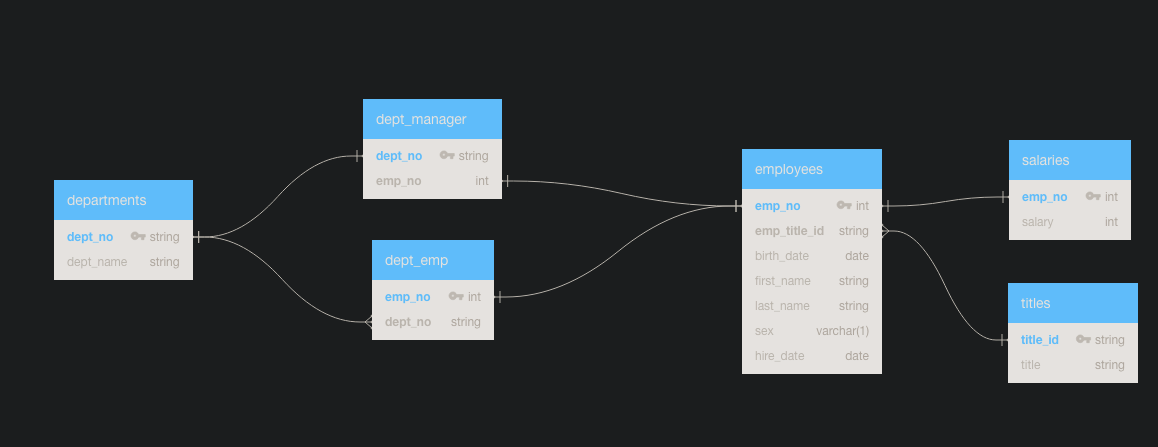 departments
dept_no string
dept_name string
dept_manager
dept_no string
emp_no int
dept_emp
emp_no int
dept_no string
employees
emp_no int
emp_title_id string
birth_date date
first_name string
last_name string
sex varchar(1)
hire_date date
salaries
emp_no int
salary int
titles
title_id string
title string